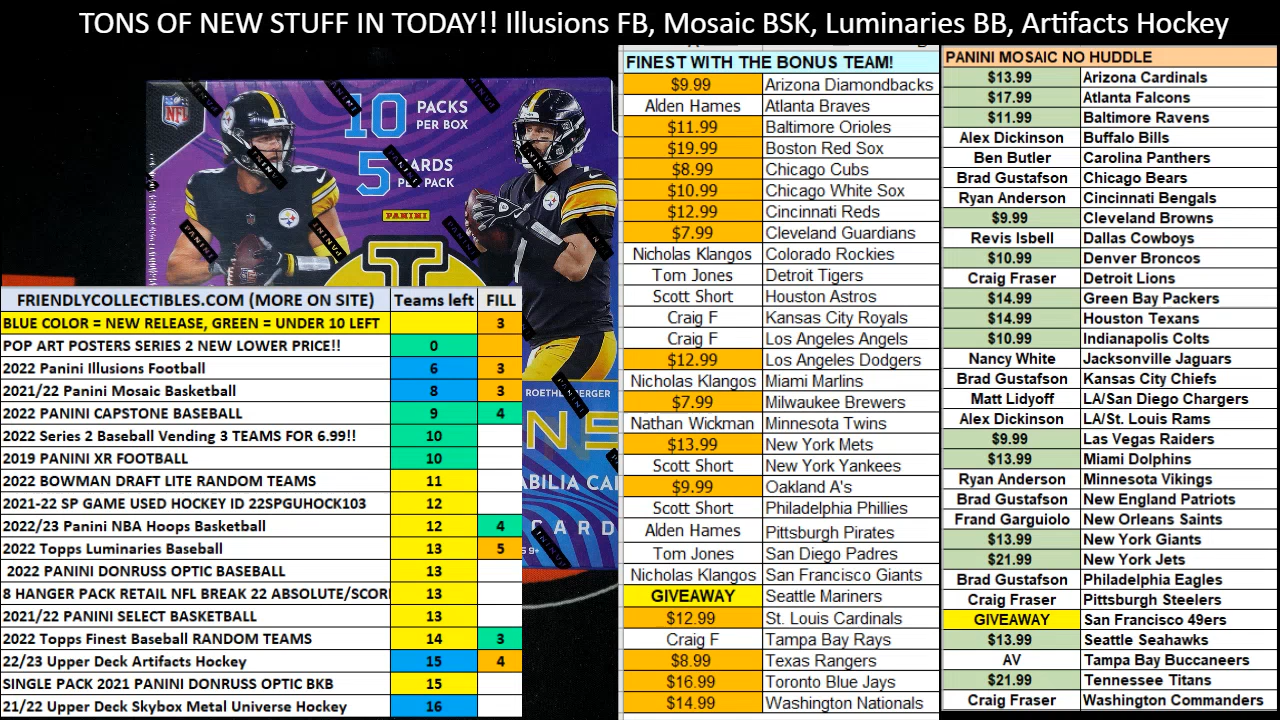 TONS OF NEW STUFF IN TODAY!! Illusions FB, Mosaic BSK, Luminaries BB, Artifacts Hockey
NFL
10 PACKS
PER BOX
5 CARDS
PER PACK
PANINI
FRIENDLYCOLLECTIBLES.COM (MORE ON SITE) Teams left FILL
BLUE COLOR = NEW RELEASE, GREEN = UNDER 10 LEFT 3
POP ART POSTERS SERIES 2 NEW LOWER PRICE!! 0
2022 Panini Illusions Football 6 3
2021/22 Panini Mosaic Basketball 8 3
2022 PANINI CAPSTONE BASEBALL 9 4
2022 Series 2 Baseball Vending 3 TEAMS FOR 6.99!! 10
2019 PANINI XR FOOTBALL 10
2022 BOWMAN DRAFT LITE RANDOM TEAMS 11
2021-22 SP GAME USED HOCKEY ID 22SPGUHOCK103 12
2022/23 Panini NBA Hoops Basketball 12 4
2022 Topps Luminaries Baseball 13 5
2022 PANINI DONRUSS OPTIC BASEBALL 13
8 HANGER PACK RETAIL NFL BREAK 22 ABSOLUTE/SCORE 13
2021/22 PANINI SELECT BASKETBALL 13
2022 Topps Finest Baseball RANDOM TEAMS 14 3
22/23 Upper Deck Artifacts Hockey 15 4
SINGLE PACK 2021 PANINI DONRUSS OPTIC BKB 15
21/22 Upper Deck Skybox Metal Universe Hockey 16
FINEST WITH THE BONUS TEAM!
$9.99 Arizona Diamondbacks
Alden Hames Atlanta Braves
$11.99 Baltimore Orioles
$19.99 Boston Red Sox
$8.99 Chicago Cubs
$10.99 Chicago White Sox
$12.99 Cincinnati Reds
$7.99 Cleveland Guardians
Nicholas Klangos Colorado Rockies
Tom Jones Detroit Tigers
Scott Short Houston Astros
Craig F Kansas City Royals
Craig F Los Angeles Angels
$12.99 Los Angeles Dodgers
Nicholas Klangos Miami Marlins
$7.99 Milwaukee Brewers
Nathan Wickman Minnesota Twins
$13.99 New York Mets
Scott Short New York Yankees
$9.99 Oakland A's
Scott Short Philadelphia Phillies
Alden Hames Pittsburgh Pirates
Tom Jones San Diego Padres
Nicholas Klangos San Francisco Giants
GIVEAWAY Seattle Mariners
$12.99 St. Louis Cardinals
Craig F Tampa Bay Rays
$8.99 Texas Rangers
$16.99 Toronto Blue Jays
$14.99 Washington Nationals
PANINI MOSAIC NO HUDDLE
$13.99 Arizona Cardinals
$17.99 Atlanta Falcons
$11.99 Baltimore Ravens
Alex Dickinson Buffalo Bills
Ben Butler Carolina Panthers
Brad Gustafson Chicago Bears
Ryan Anderson Cincinnati Bengals
$9.99 Cleveland Browns
Revis Isbell Dallas Cowboys
$10.99 Denver Broncos
Craig Fraser Detroit Lions
$14.99 Green Bay Packers
$14.99 Houston Texans
$10.99 Indianapolis Colts
Nancy White Jacksonville Jaguars
Brad Gustafson Kansas City Chiefs
Matt Lidyoff LA/San Diego Chargers
Alex Dickinson LA/St. Louis Rams
$9.99 Las Vegas Raiders
$13.99 Miami Dolphins
Ryan Anderson Minnesota Vikings
Brad Gustafson New England Patriots
Frand Garguiolo New Orleans Saints
$13.99 New York Giants
$21.99 New York Jets
Brad Gustafson Philadelphia Eagles
Craig Fraser Pittsburgh Steelers
GIVEAWAY San Francisco 49ers
$13.99 Seattle Seahawks
AV Tampa Bay Buccaneers
$21.99 Tennessee Titans
Craig Fraser Washington Commanders